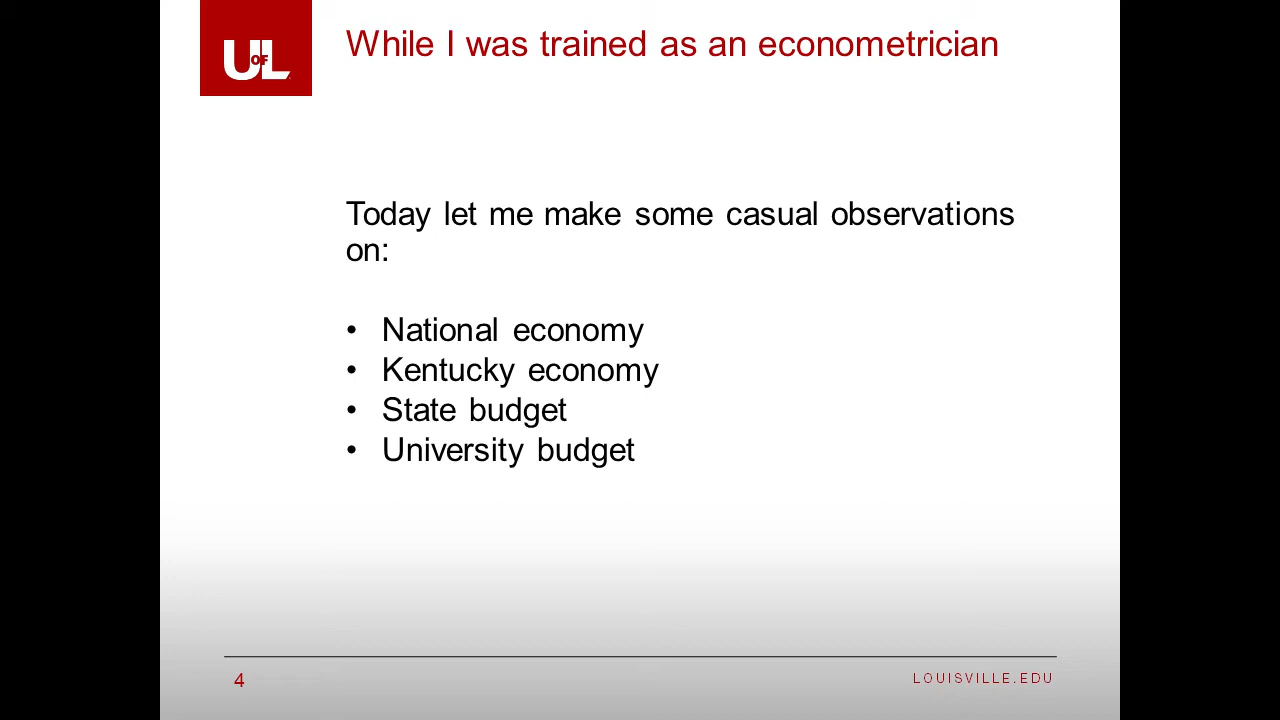 UofL
While I was trained as an econometrician
Today let me make some casual observations
on:
• National economy
• Kentucky economy
• State budget
• University budget
4
LOUISVILLE.EDU